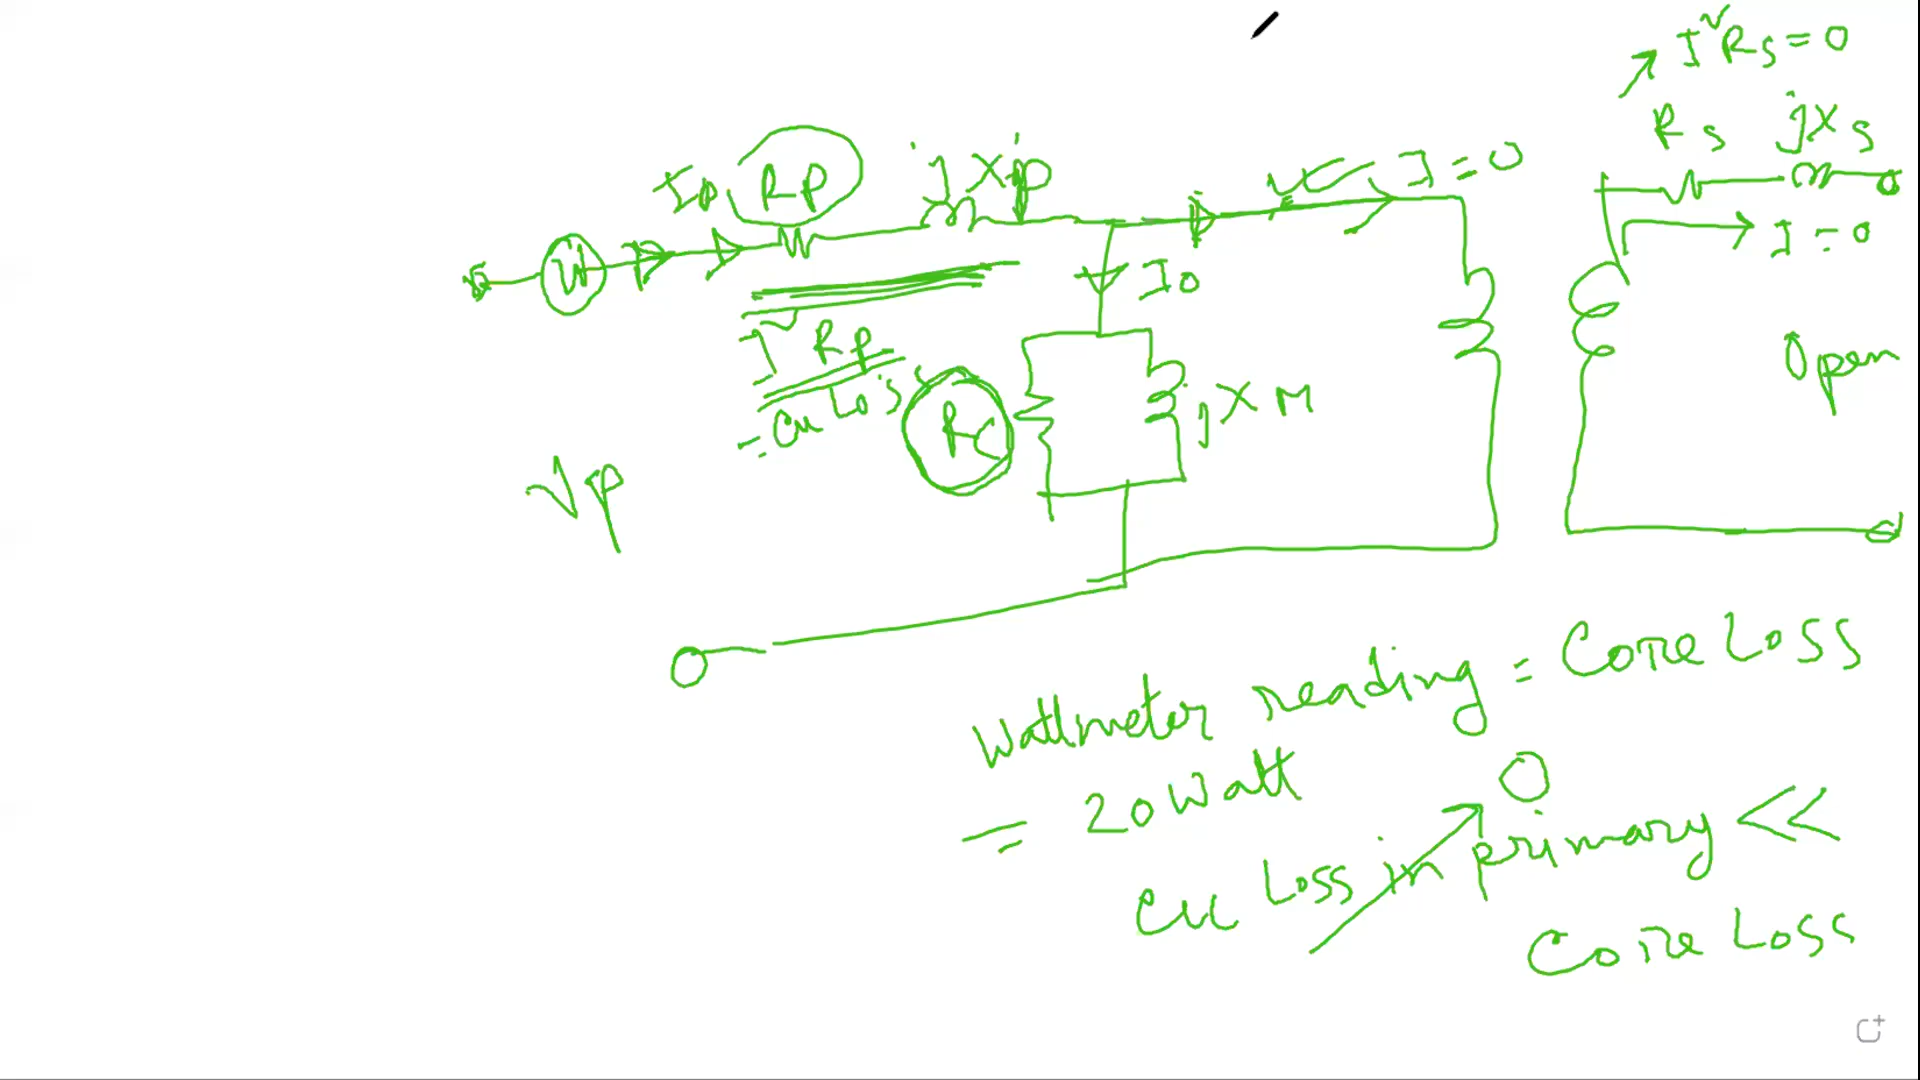 I²Rs = 0
Rs jXs
Ip Rp jXp
I = 0
I = 0
W
Io
I²Rp
= Cu Loss
Rc
jXM
Open
Vp
Wattmeter reading = Core Loss
= 20 Watt
0
Cu Loss in primary <<
Core Loss